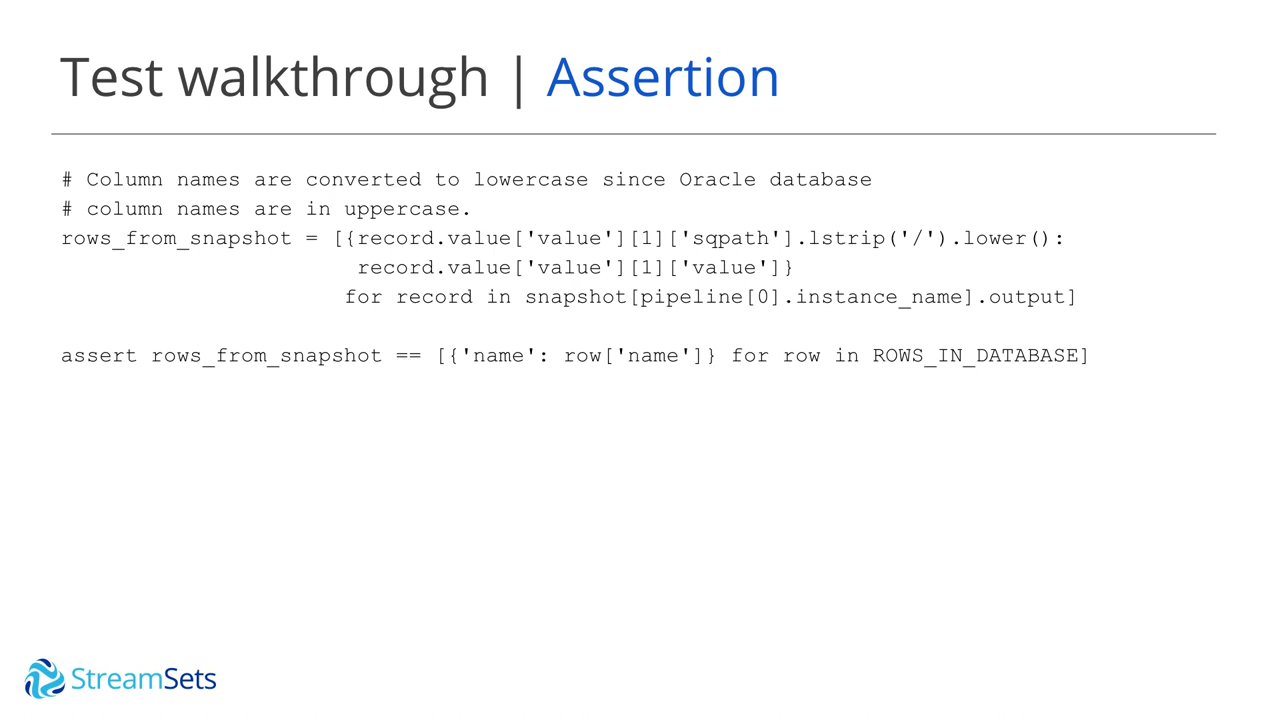 Test walkthrough | Assertion
# Column names are converted to lowercase since Oracle database
# column names are in uppercase.
rows_from_snapshot = [{record.value['value'][1]['sqpath'].lstrip('/').lower():
record.value['value'][1]['value']}
for record in snapshot[pipeline[0].instance_name].output]
assert rows_from_snapshot == [{'name': row['name']} for row in ROWS_IN_DATABASE]
StreamSets